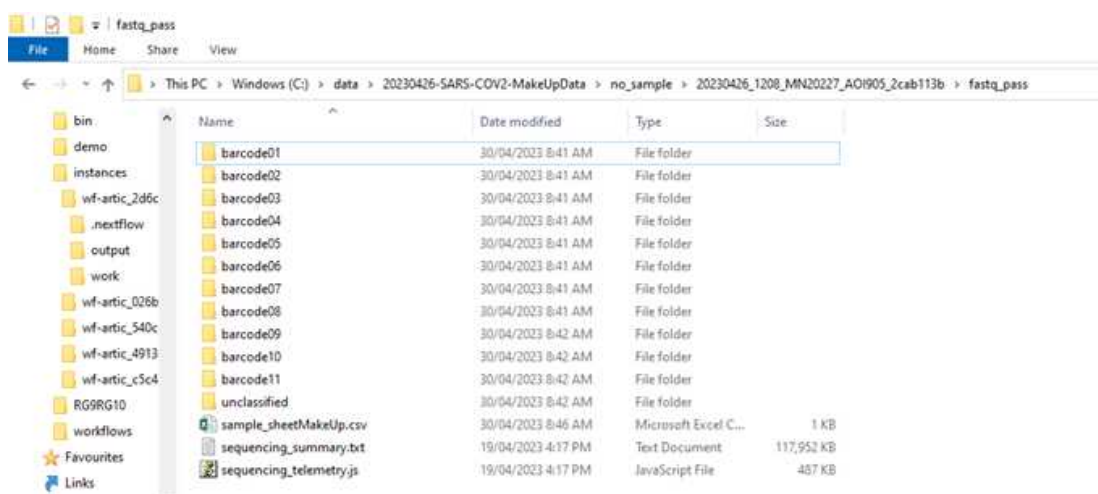 fastq_pass
File Home Share View
This PC > Windows (C:) > data > 20230426-SARS-COV2-MakeUpData > no_sample > 20230426_1208_MN20227_AOI905_2cab113b > fastq_pass
bin
demo
instances
wf-artic_2d6c
.nextflow
output
work
wf-artic_026b
wf-artic_540c
wf-artic_4913
wf-artic_c5c4
RG9RG10
workflows
Favourites
Links
Name Date modified Type Size
barcode01 30/04/2023 8:41 AM File folder
barcode02 30/04/2023 8:41 AM File folder
barcode03 30/04/2023 8:41 AM File folder
barcode04 30/04/2023 8:41 AM File folder
barcode05 30/04/2023 8:41 AM File folder
barcode06 30/04/2023 8:41 AM File folder
barcode07 30/04/2023 8:41 AM File folder
barcode08 30/04/2023 8:41 AM File folder
barcode09 30/04/2023 8:42 AM File folder
barcode10 30/04/2023 8:42 AM File folder
barcode11 30/04/2023 8:42 AM File folder
unclassified 30/04/2023 8:42 AM File folder
sample_sheetMakeUp.csv 30/04/2023 8:46 AM Microsoft Excel C... 1 KB
sequencing_summary.txt 19/04/2023 4:17 PM Text Document 117,952 KB
sequencing_telemetry.js 19/04/2023 4:17 PM JavaScript File 487 KB